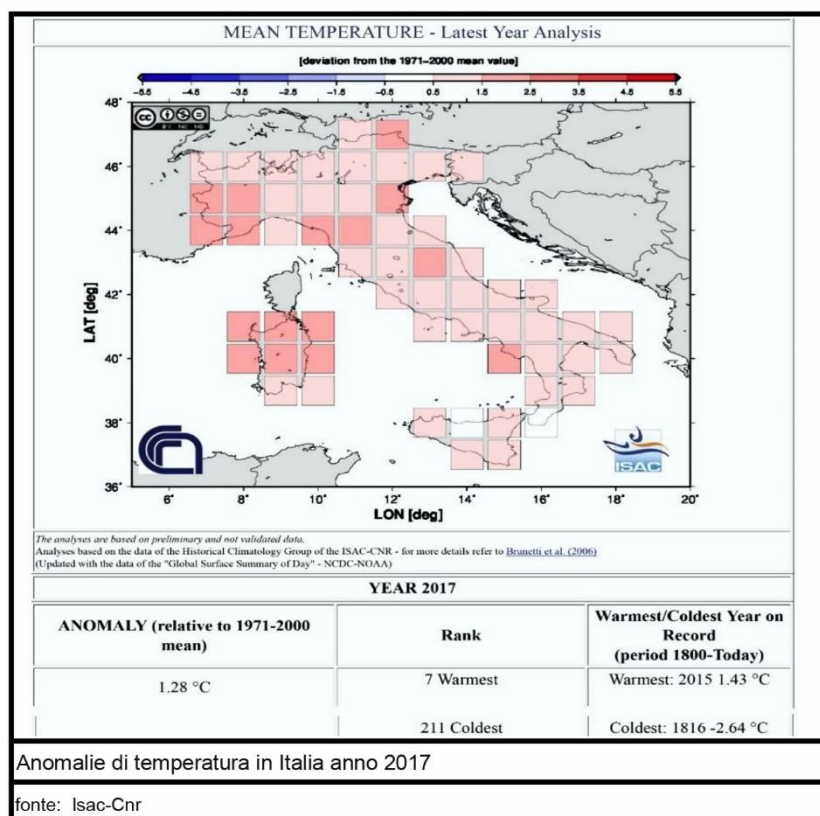 MEAN TEMPERATURE - Latest Year Analysis
[deviation from the 1971-2000 mean value]
-5.5 -4.5 -3.5 -2.5 -1.5 -0.5 0.5 1.5 2.5 3.5 4.5 5.5
cc
BY NC ND
48°
46°
44°
42°
40°
38°
36°
LAT [deg]
ISAC
6° 8° 10° 12° 14° 16° 18° 20°
LON [deg]
The analyses are based on preliminary and not validated data.
Analyses based on the data of the Historical Climatology Group of the ISAC-CNR - for more details refer to Brunetti et al. (2006)
(Updated with the data of the "Global Surface Summary of Day" - NCDC-NOAA)
YEAR 2017
ANOMALY (relative to 1971-2000
mean)
Rank
Warmest/Coldest Year on
Record
(period 1800-Today)
1.28 °C
7 Warmest
Warmest: 2015 1.43 °C
211 Coldest
Coldest: 1816 -2.64 °C
Anomalie di temperatura in Italia anno 2017
fonte: Isac-Cnr